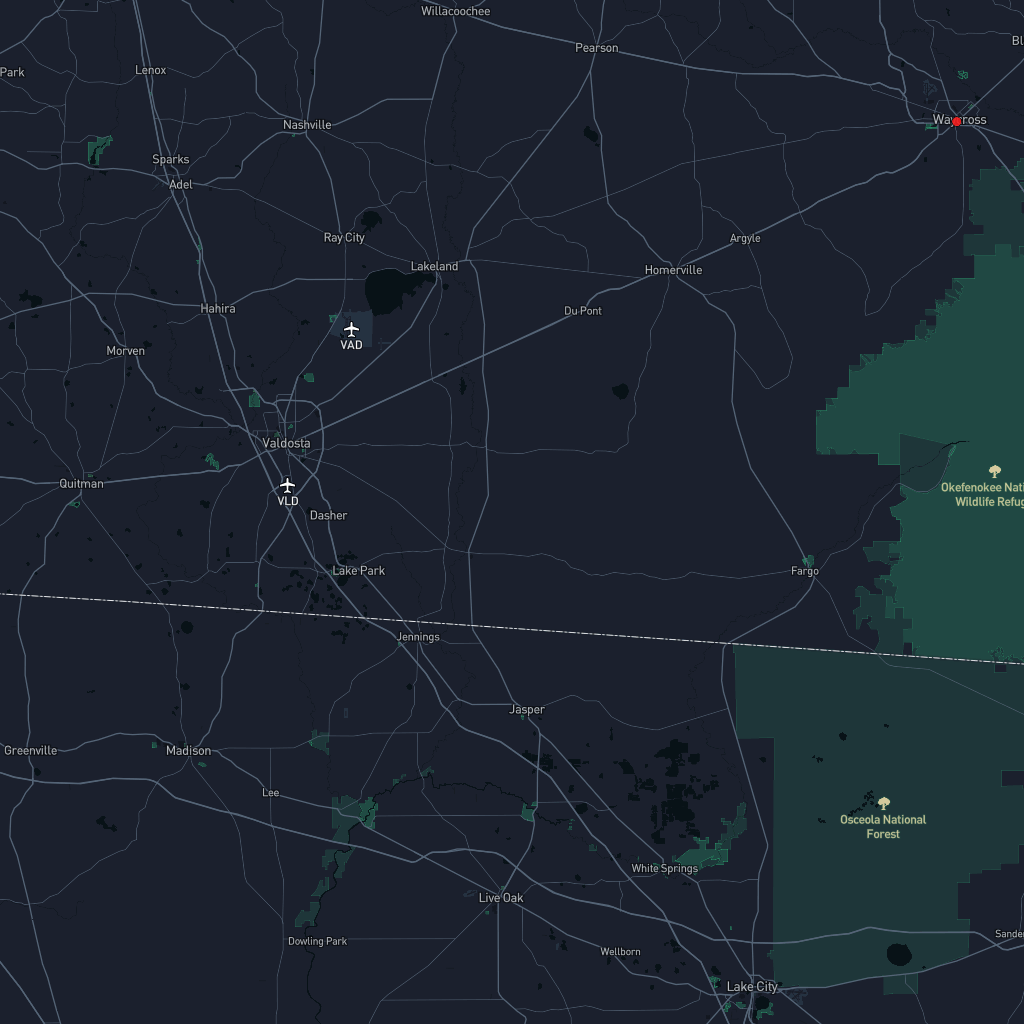 Willacoochee
Pearson
Bl
Park
Lenox
Nashville
Waycross
Sparks
Adel
Ray City
Argyle
Lakeland
Homerville
Hahira
Du Pont
VAD
Morven
Valdosta
Okefenokee Nati
Wildlife Refug
Quitman
VLD
Dasher
Lake Park
Fargo
Jennings
Jasper
Greenville
Madison
Lee
Osceola National
Forest
White Springs
Live Oak
Dowling Park
Sander
Wellborn
Lake City